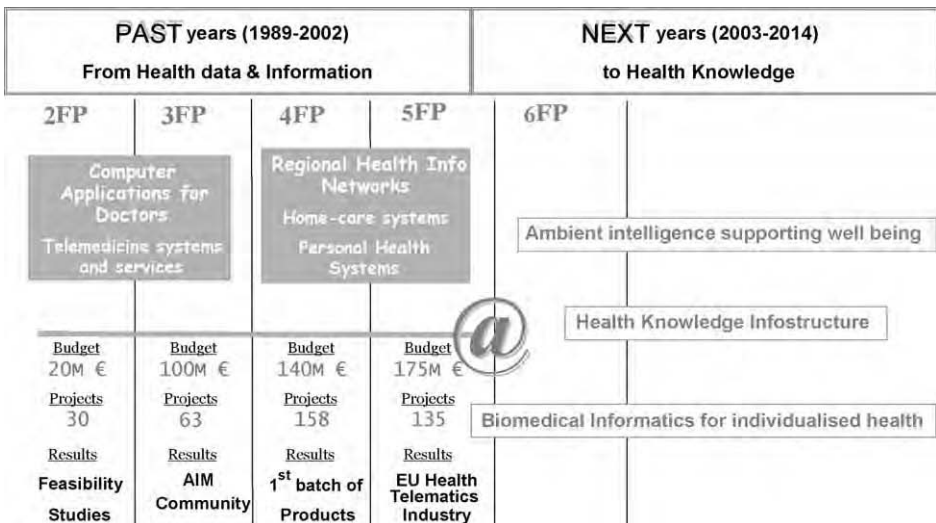 PAST years (1989-2002)
From Health data & Information
NEXT years (2003-2014)
to Health Knowledge
2FP
3FP
4FP
5FP
6FP
Computer
Applications for
Doctors
Telemedicine systems
and services
Regional Health Info
Networks
Home-care systems
Personal Health
Systems
Ambient intelligence supporting well being
Health Knowledge Infostructure
Biomedical Informatics for individualised health
@
Budget
20M €
Projects
30
Results
Feasibility
Studies
Budget
100M €
Projects
63
Results
AIM
Community
Budget
140M €
Projects
158
Results
1st batch of
Products
Budget
175M €
Projects
135
Results
EU Health
Telematics
Industry